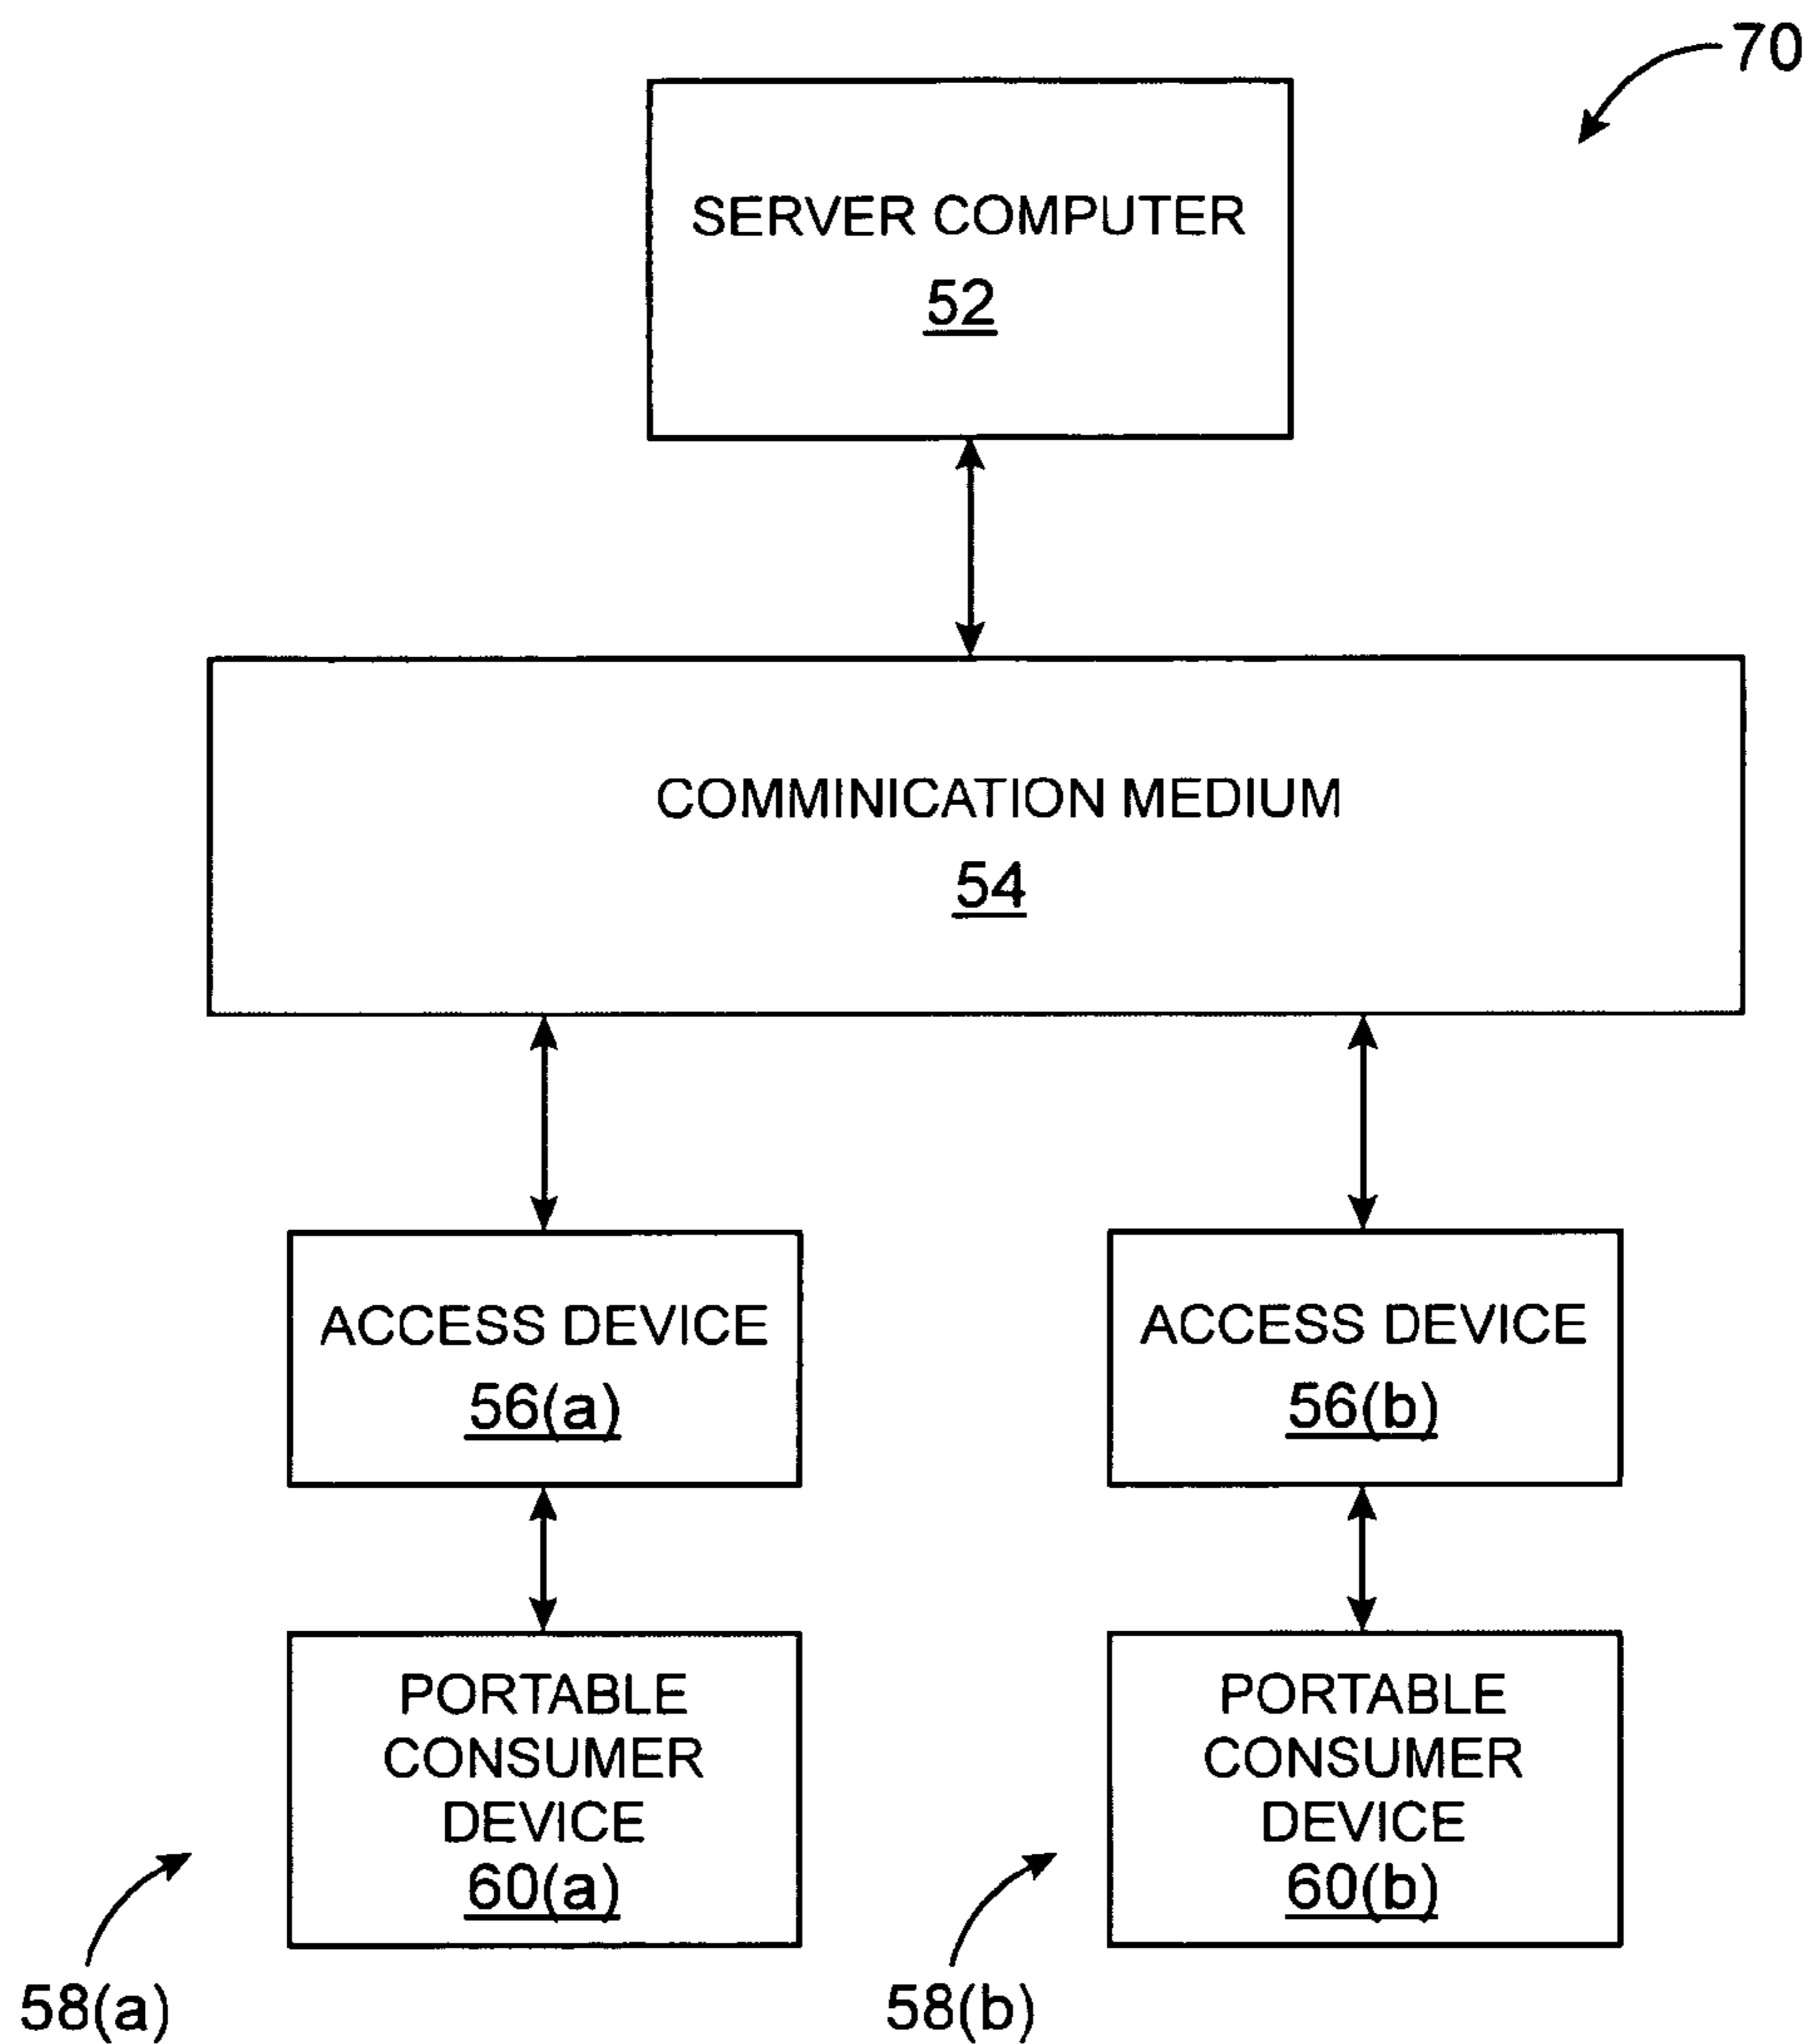 70
SERVER COMPUTER
52
COMMINICATION MEDIUM
54
ACCESS DEVICE
56(a)
ACCESS DEVICE
56(b)
PORTABLE
CONSUMER
DEVICE
60(a)
PORTABLE
CONSUMER
DEVICE
60(b)
58(a)
58(b)